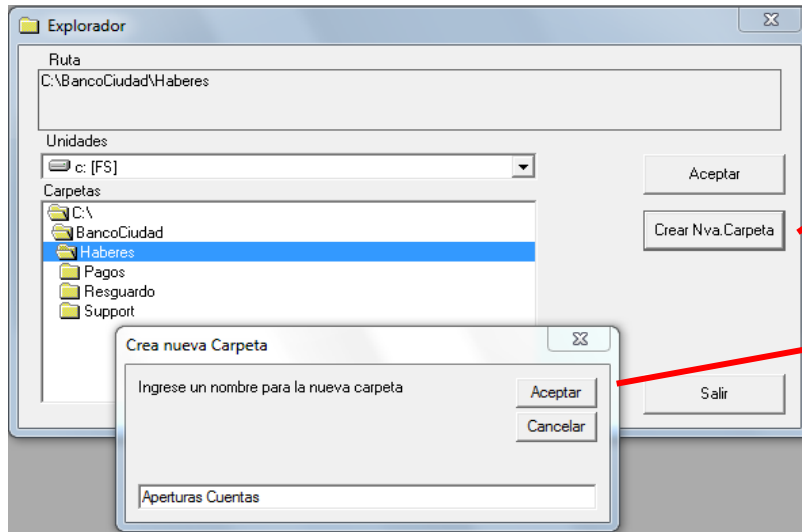 Explorador
Ruta
C:\BancoCiudad\Haberes
Unidades
c: [FS]
Aceptar
Carpetas
C:\
BancoCiudad
Crear Nva.Carpeta
Haberes
Pagos
Resguardo
Support
Crea nueva Carpeta
Ingrese un nombre para la nueva carpeta
Aceptar
Salir
Cancelar
Aperturas Cuentas